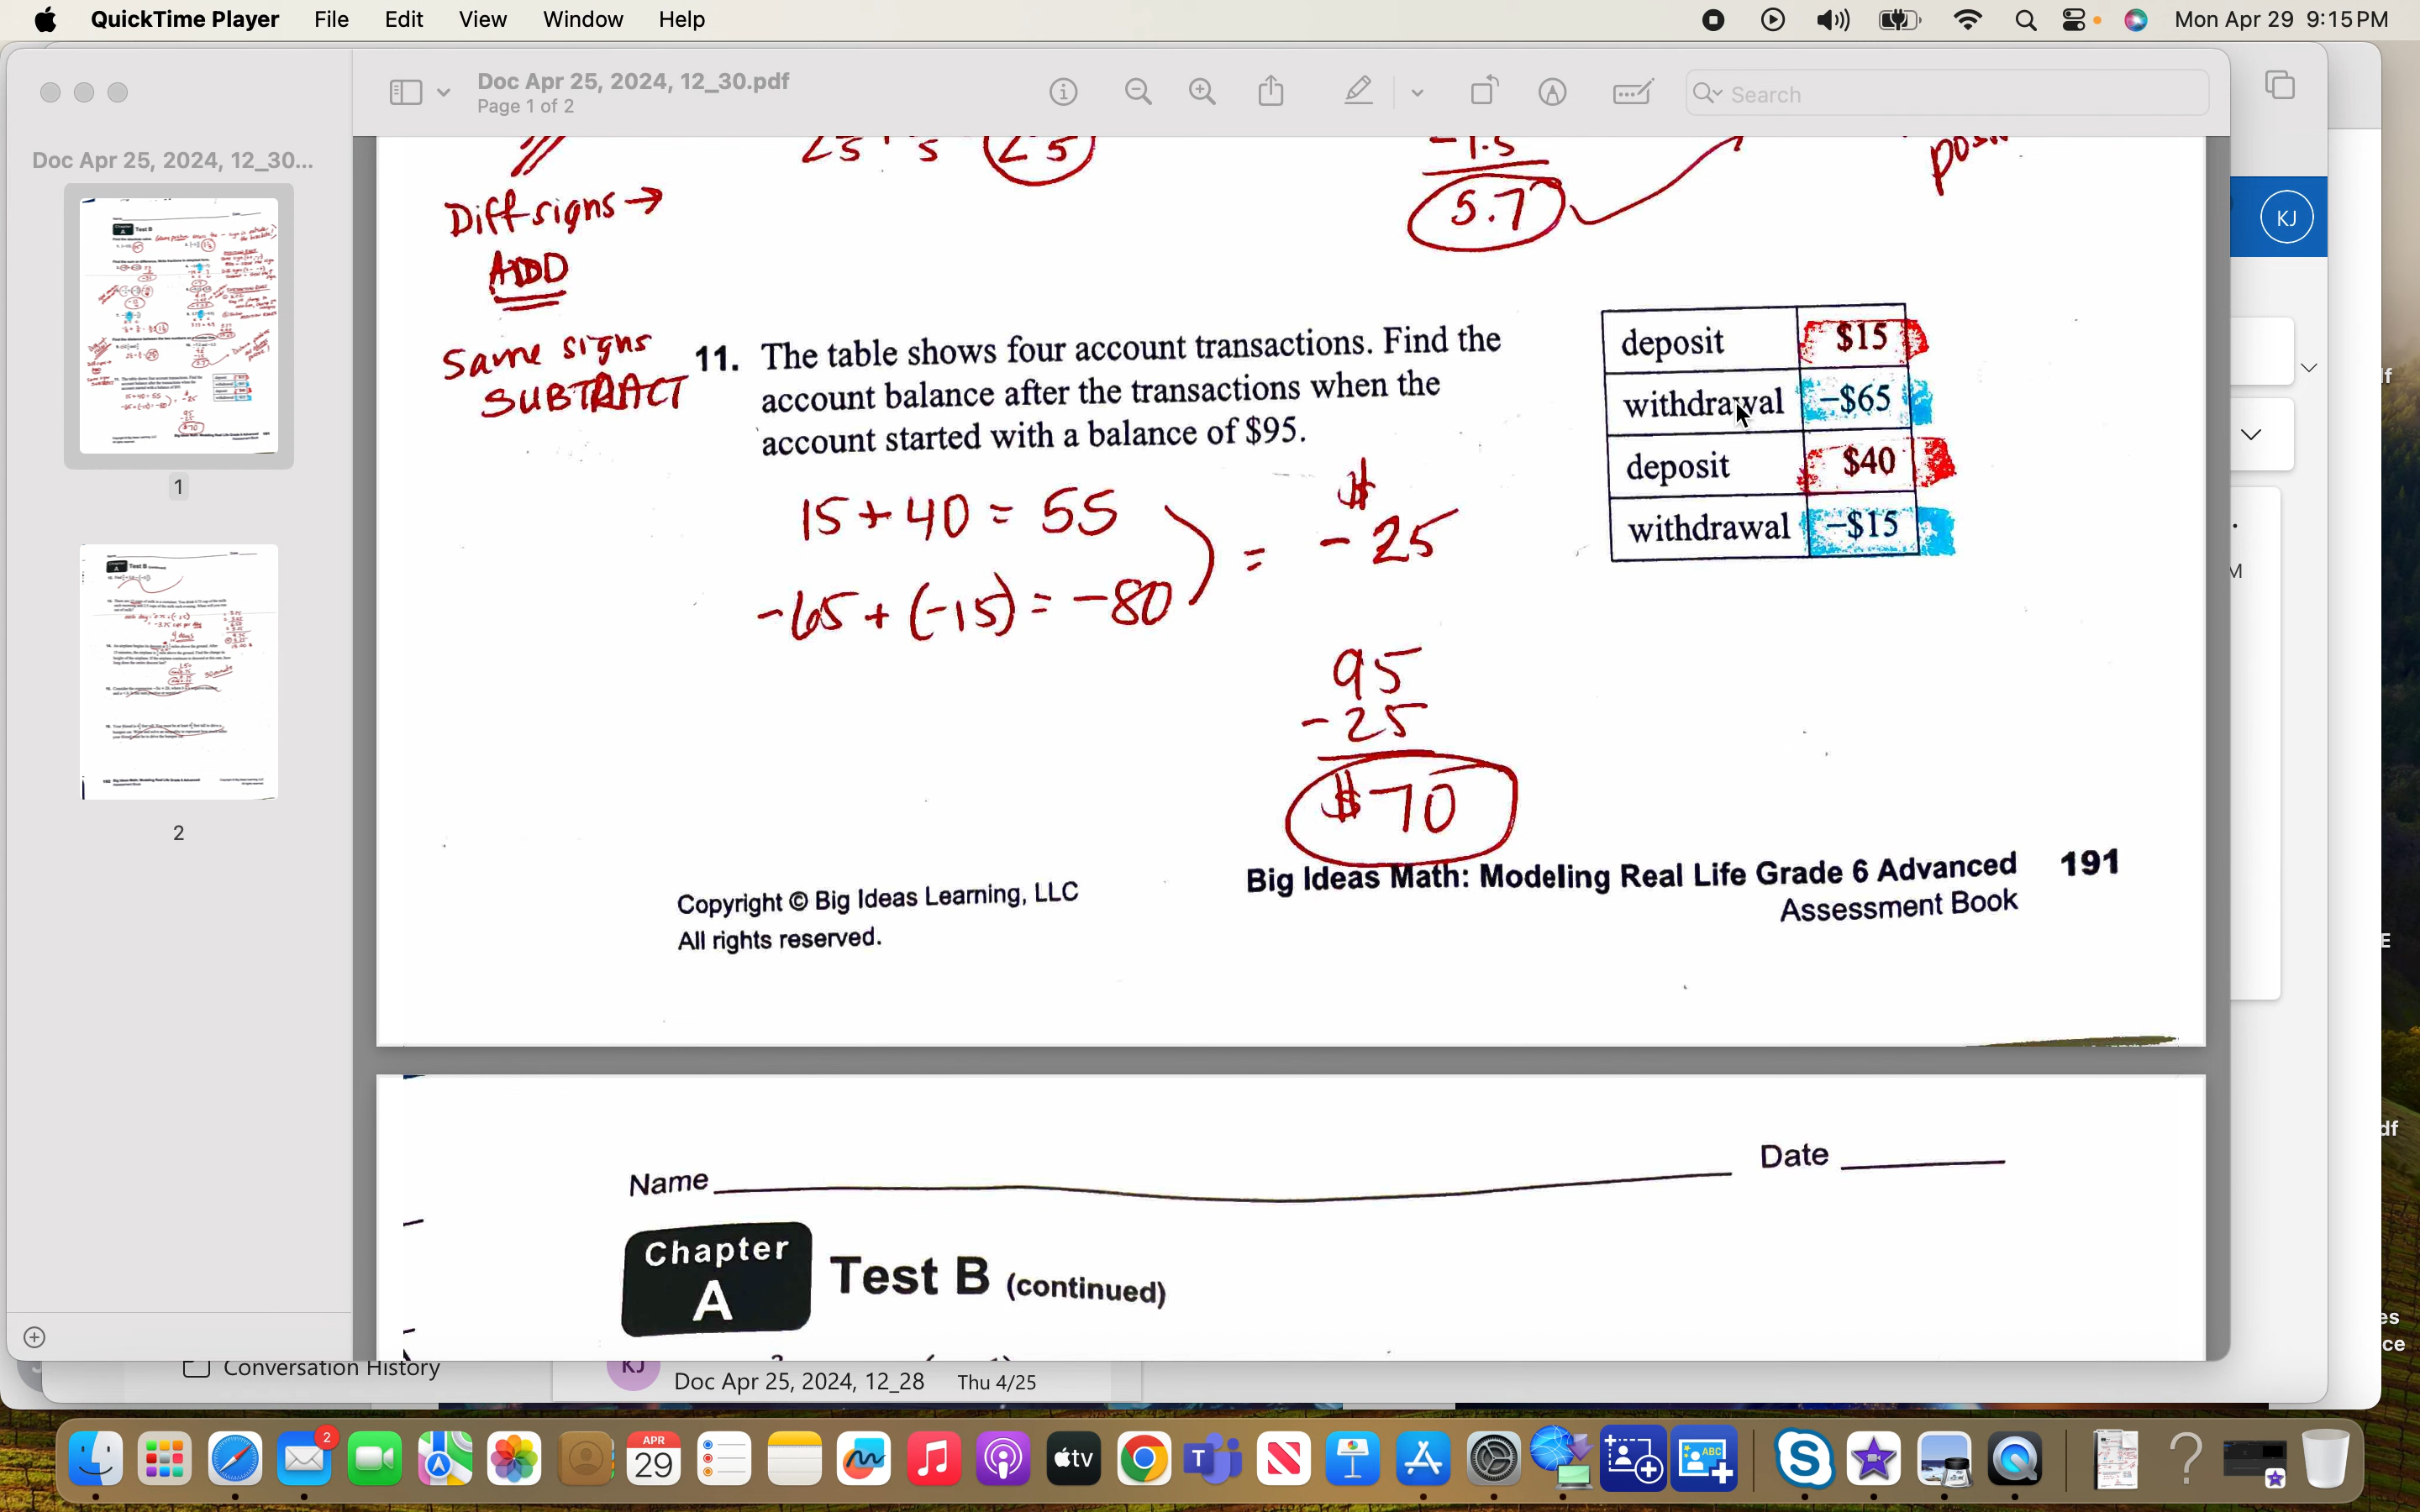 QuickTime Player File Edit View Window Help Mon Apr 29 9:15 PM
Doc Apr 25, 2024, 12_30.pdf
Page 1 of 2
Search
Doc Apr 25, 2024, 12_30...
1
2
KJ
-1.5
5.7
Diff signs →
ADD
Same signs
SUBTRACT
11. The table shows four account transactions. Find the
account balance after the transactions when the
account started with a balance of $95.
deposit $15
withdrawal -$65
deposit $40
withdrawal -$15
15 + 40 = 55
-65 + (-15) = -80
= $
-25
95
-25
$70
Copyright © Big Ideas Learning, LLC
All rights reserved.
Big Ideas Math: Modeling Real Life Grade 6 Advanced 191
Assessment Book
Name Date
Chapter
A
Test B (continued)
Conversation History
KJ
Doc Apr 25, 2024, 12_28 Thu 4/25
2
APR
29
tv
T
ABC
S